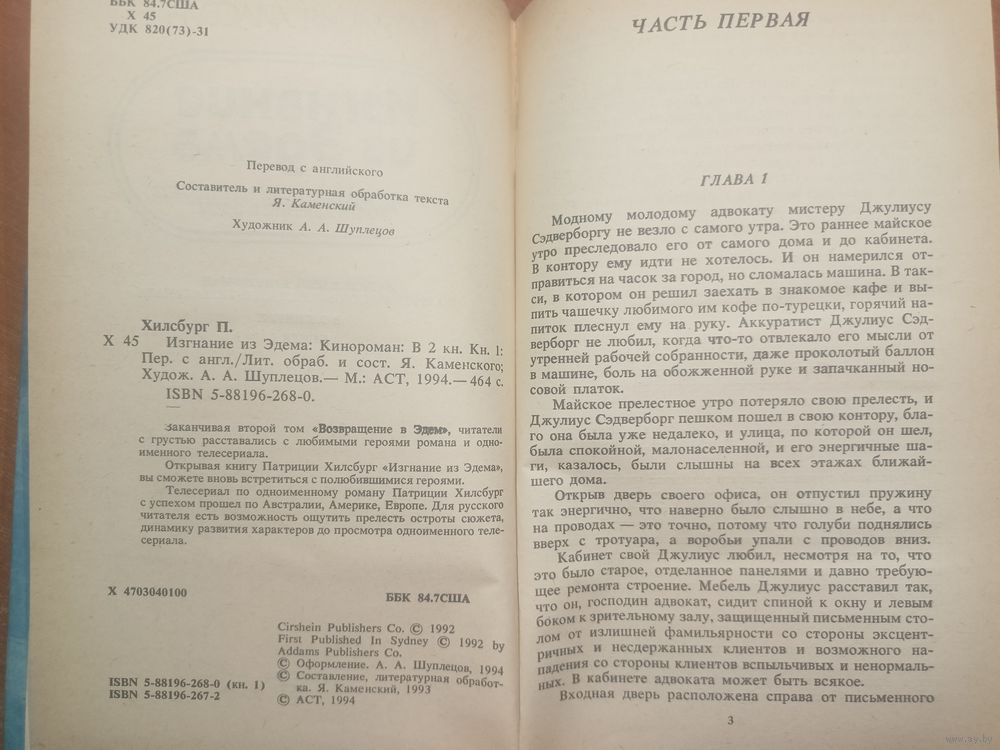 ББК 84.7США
Х 45
УДК 820(73)-31
Перевод с английского
Составитель и литературная обработка текста
Я. Каменский
Художник А. А. Шуплецов
Хилсбург П.
Х 45 Изгнание из Эдема: Кинороман: В 2 кн. Кн. 1:
Пер. с англ./Лит. обраб. и сост. Я. Каменского;
Худож. А. А. Шуплецов.— М.: АСТ, 1994.— 464 с.
ISBN 5-88196-268-0.
Заканчивая второй том «Возвращение в Эдем», читатели
с грустью расставались с любимыми героями романа и одно-
именного телесериала.
Открывая книгу Патриции Хилсбург «Изгнание из Эдема»,
вы сможете вновь встретиться с полюбившимися героями.
Телесериал по одноименному роману Патриции Хилсбург
с успехом прошел по Австралии, Америке, Европе. Для русского
читателя есть возможность ощутить прелесть остроты сюжета,
динамику развития характеров до просмотра одноименного теле-
сериала.
Х 4703040100
ББК 84.7США
Cirshein Publishers Co. © 1992
First Published In Sydney © 1992 by
Addams Publishers Co.
© Оформление. А. А. Шуплецов, 1994
© Составление, литературная обработ-
ка. Я. Каменский, 1993
© АСТ, 1994
ISBN 5-88196-268-0 (кн. 1)
ISBN 5-88196-267-2
ЧАСТЬ ПЕРВАЯ
ГЛАВА 1
Модному молодому адвокату мистеру Джулиусу
Сэдверборгу не везло с самого утра. Это раннее майское
утро преследовало его от самого дома и до кабинета.
В контору ему идти не хотелось. И он намерился от-
правиться на часок за город, но сломалась машина. В так-
си, в котором он решил заехать в знакомое кафе и вы-
пить чашечку любимого им кофе по-турецки, горячий на-
питок плеснул ему на руку. Аккуратист Джулиус Сэд-
верборг не любил, когда что-то отвлекало его мысли от
утренней рабочей собранности, даже проколотый баллон
в машине, боль на обожженной руке и запачканный но-
совой платок.
Майское прелестное утро потеряло свою прелесть, и
Джулиус Сэдверборг пешком пошел в свою контору, бла-
го она была уже недалеко, и улица, по которой он шел,
была спокойной, малонаселенной, и его энергичные ша-
ги, казалось, были слышны на всех этажах ближай-
шего дома.
Открыв дверь своего офиса, он отпустил пружину
так энергично, что наверно было слышно в небе, а что
на проводах — это точно, потому что голуби поднялись
вверх с тротуара, а воробьи упали с проводов вниз.
Кабинет свой Джулиус любил, несмотря на то, что
это было старое, отделанное панелями и давно требую-
щее ремонта строение. Мебель Джулиус расставил так,
что он, господин адвокат, сидит спиной к окну и левым
боком к зрительному залу, защищенный письменным сто-
лом от излишней фамильярности со стороны эксцент-
ричных и несдержанных клиентов и возможного на-
падения со стороны клиентов вспыльчивых и ненормаль-
ных. В кабинете адвоката может быть всякое.
Входная дверь расположена справа от письменного
3
www.ay.by